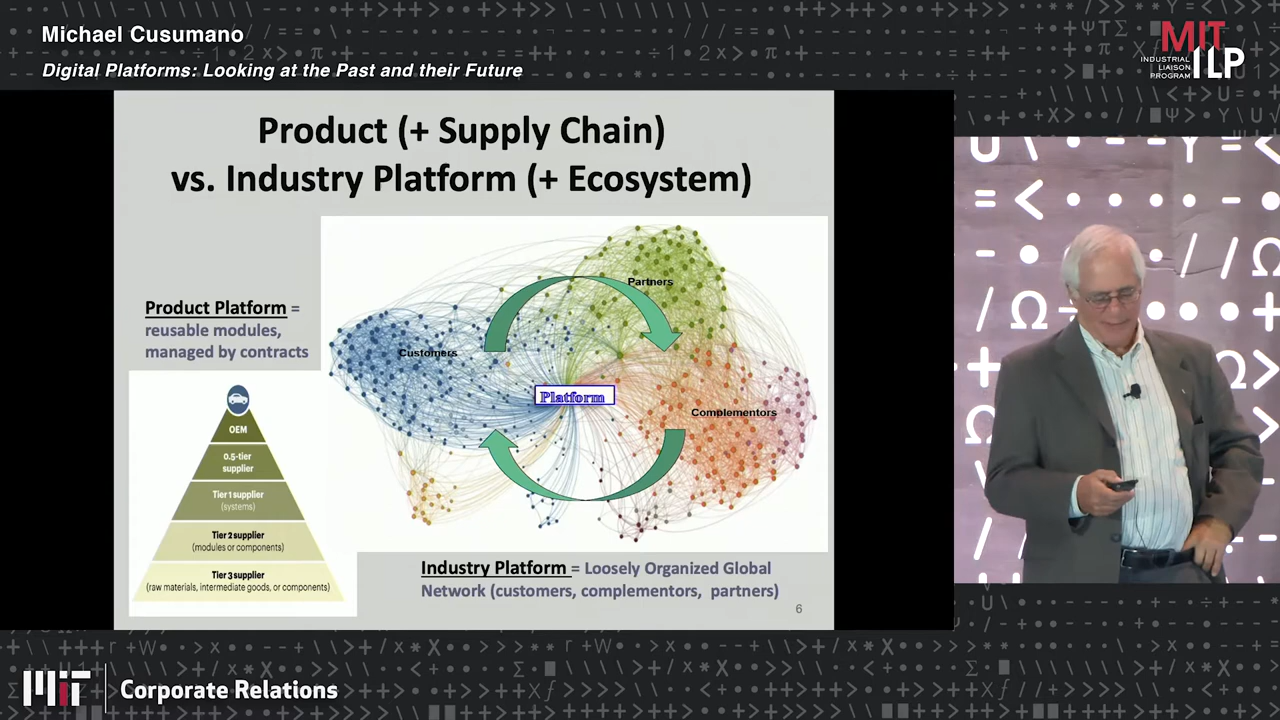 Michael Cusumano
Digital Platforms: Looking at the Past and their Future
MIT
ILP
INDUSTRIAL
LIAISON
PROGRAM
Product (+ Supply Chain)
vs. Industry Platform (+ Ecosystem)
Product Platform =
reusable modules,
managed by contracts
OEM
0.5-tier
supplier
Tier 1 supplier
(systems)
Tier 2 supplier
(modules or components)
Tier 3 supplier
(raw materials, intermediate goods, or components)
Partners
Customers
Platform
Complementors
Industry Platform = Loosely Organized Global
Network (customers, complementors, partners)
6
MIT
Corporate Relations